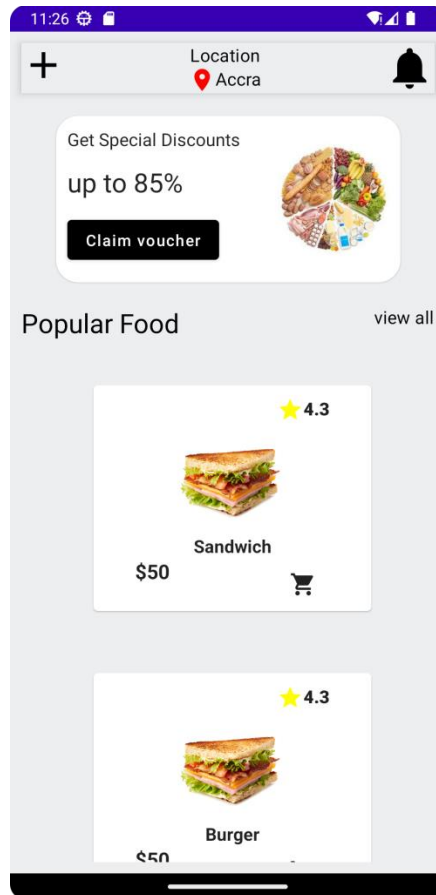 11:26
Location
Accra
Get Special Discounts
up to 85%
Claim voucher
Popular Food
view all
4.3
Sandwich
$50
4.3
Burger
$50